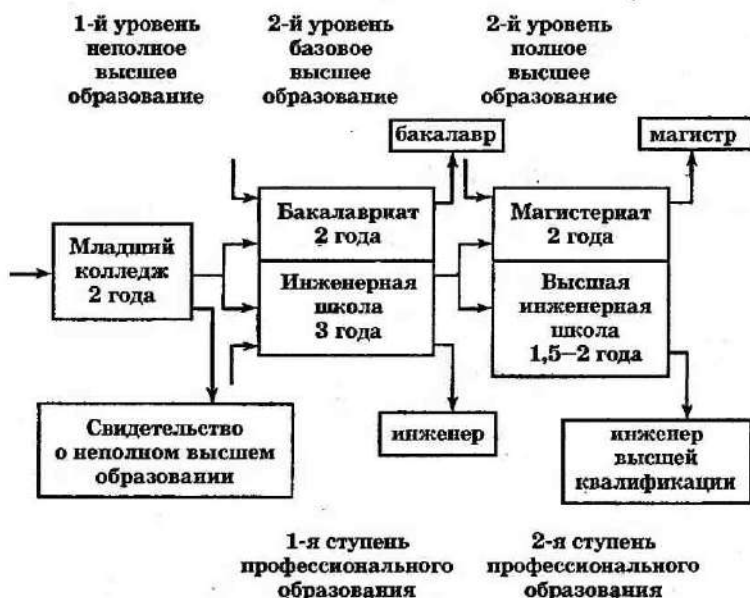 1-й уровень
неполное
высшее
образование
2-й уровень
базовое
высшее
образование
2-й уровень
полное
высшее
образование
бакалавр
магистр
Младший
колледж
2 года
Бакалавриат
2 года
Инженерная
школа
3 года
Магистериат
2 года
Высшая
инженерная
школа
1,5—2 года
Свидетельство
о неполном высшем
образовании
инженер
инженер
высшей
квалификации
1-я ступень
профессионального
образования
2-я ступень
профессионального
образования